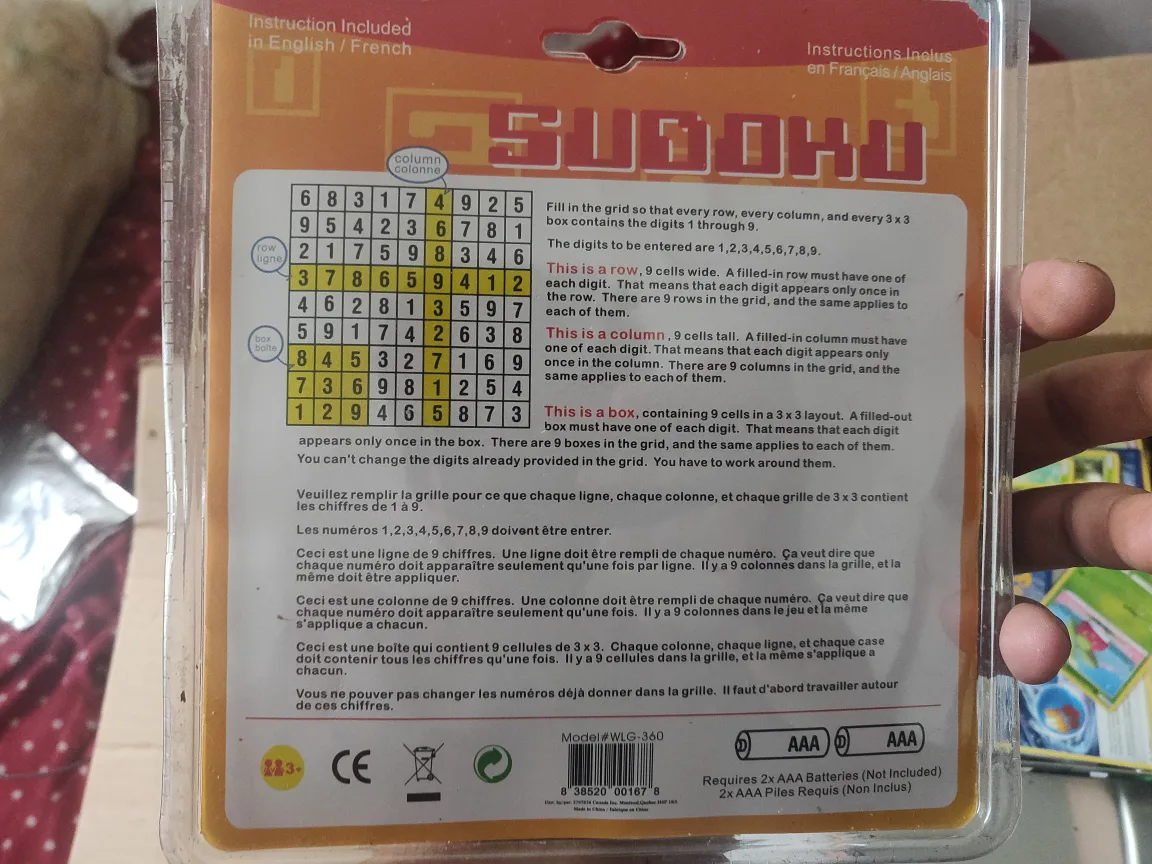 Instruction Included
in English / French
Instructions Inclus
en Français / Anglais
SUDOKU
column
colonne
row
ligne
box
boîte
6 8 3 1 7 4 9 2 5
9 5 4 2 3 6 7 8 1
2 1 7 5 9 8 3 4 6
3 7 8 6 5 9 4 1 2
4 6 2 8 1 3 5 9 7
5 9 1 7 4 2 6 3 8
8 4 5 3 2 7 1 6 9
7 3 6 9 8 1 2 5 4
1 2 9 4 6 5 8 7 3
Fill in the grid so that every row, every column, and every 3 x 3
box contains the digits 1 through 9.
The digits to be entered are 1,2,3,4,5,6,7,8,9.
This is a row, 9 cells wide. A filled-in row must have one of
each digit. That means that each digit appears only once in
the row. There are 9 rows in the grid, and the same applies to
each of them.
This is a column, 9 cells tall. A filled-in column must have
one of each digit. That means that each digit appears only
once in the column. There are 9 columns in the grid, and the
same applies to each of them.
This is a box, containing 9 cells in a 3 x 3 layout. A filled-out
box must have one of each digit. That means that each digit
appears only once in the box. There are 9 boxes in the grid, and the same applies to each of them.
You can't change the digits already provided in the grid. You have to work around them.
Veuillez remplir la grille pour ce que chaque ligne, chaque colonne, et chaque grille de 3 x 3 contient
les chiffres de 1 à 9.
Les numéros 1,2,3,4,5,6,7,8,9 doivent être entrer.
Ceci est une ligne de 9 chiffres. Une ligne doit être rempli de chaque numéro. Ça veut dire que
chaque numéro doit apparaître seulement qu'une fois par ligne. Il y a 9 colonnes dans la grille, et la
même doit être appliquer.
Ceci est une colonne de 9 chiffres. Une colonne doit être rempli de chaque numéro. Ça veut dire que
chaque numéro doit apparaître seulement qu'une fois. Il y a 9 colonnes dans le jeu et la même
s'applique a chacun.
Ceci est une boîte qui contient 9 cellules de 3 x 3. Chaque colonne, chaque ligne, et chaque case
doit contenir tous les chiffres qu'une fois. Il y a 9 cellules dans la grille, et la même s'applique a
chacun.
Vous ne pouver pas changer les numéros déjà donner dans la grille. Il faut d'abord travailler autour
de ces chiffres.
3+
CE
Model#WLG-360
8 38520 00167 8
Made in China / Fabrique en Chine
AAA AAA
Requires 2x AAA Batteries (Not Included)
2x AAA Piles Requis (Non Inclus)